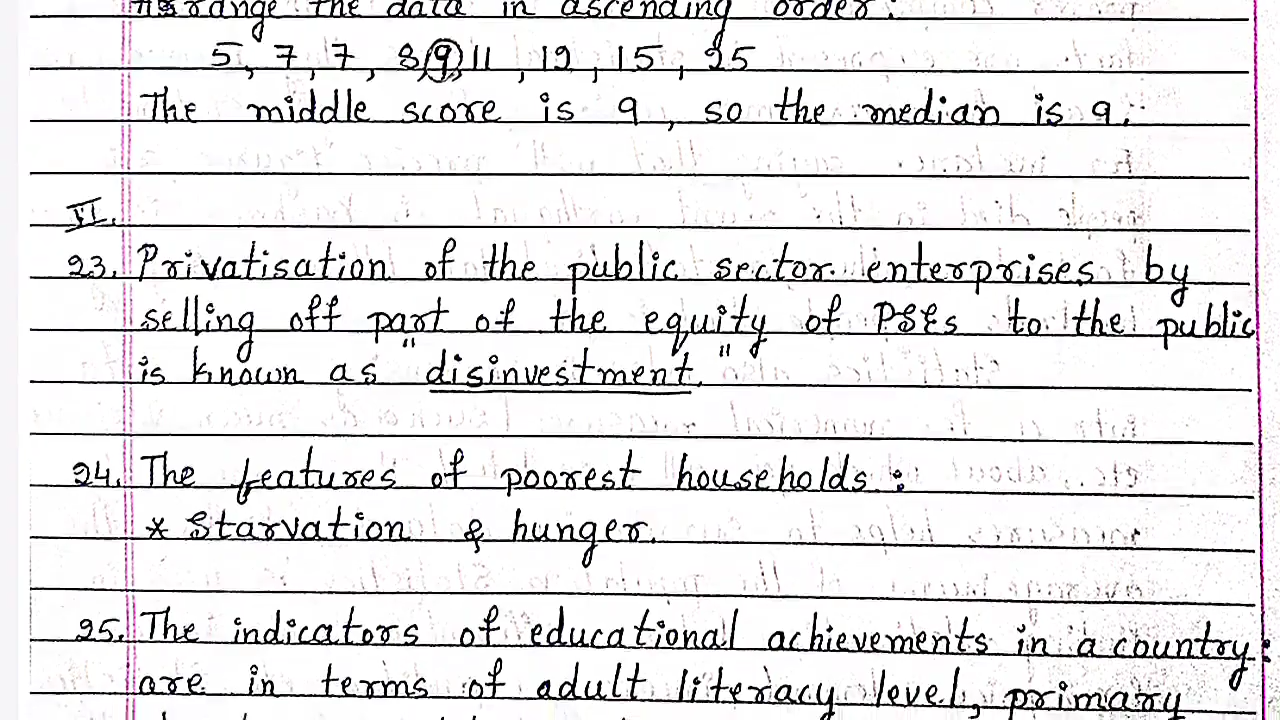 Arrange the data in ascending order:
5, 7, 7, 8, 9, 11, 12, 15, 25
The middle score is 9, so the median is 9.
VI.
23. Privatisation of the public sector enterprises by
selling off part of the equity of PSEs to the public
is known as "disinvestment."
24. The features of poorest households :
* Starvation & hunger.
25. The indicators of educational achievements in a country:
are in terms of adult literacy level, primary